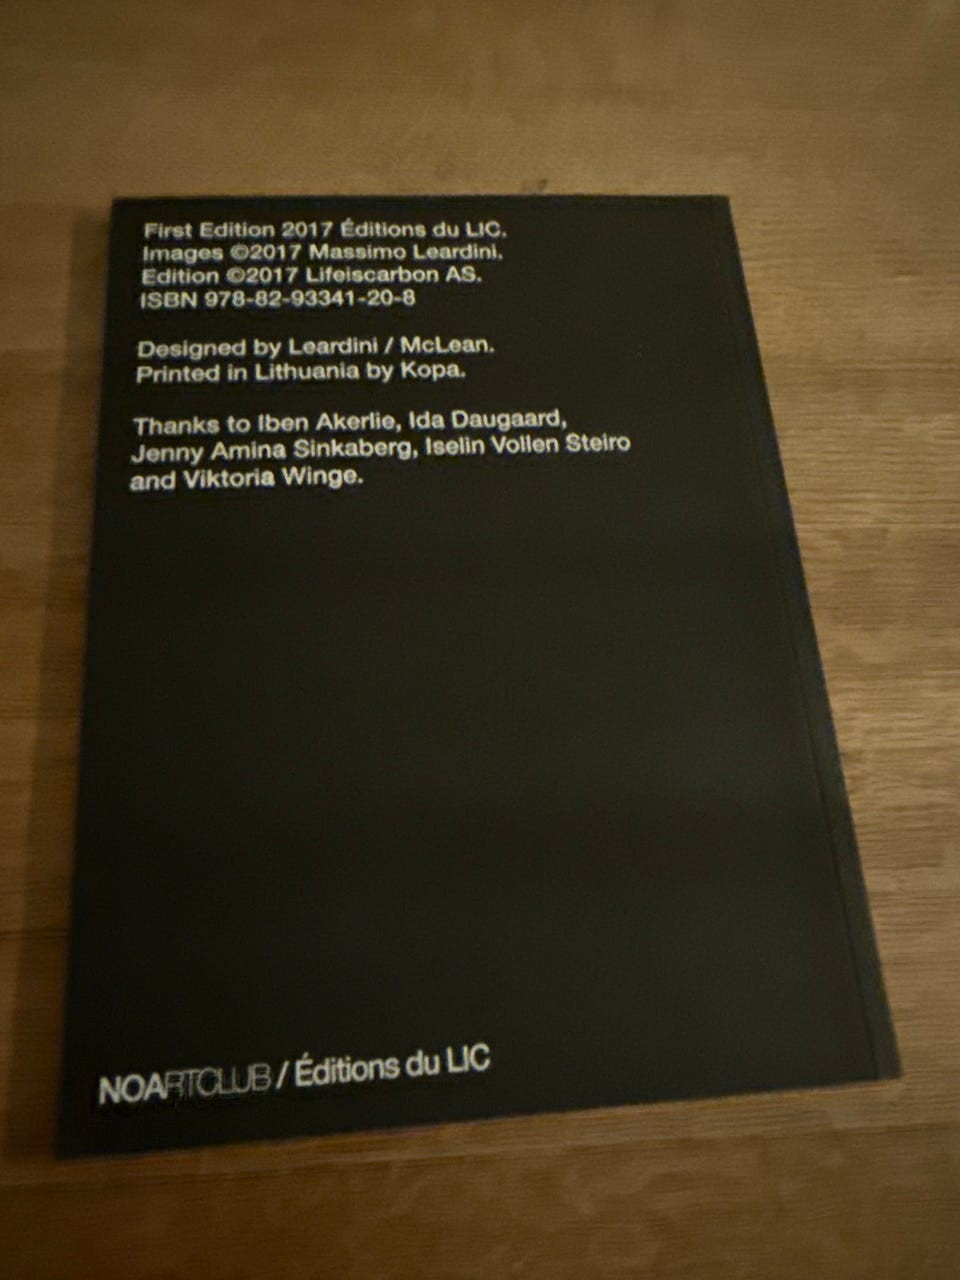 First Edition 2017 Éditions du LIC.
Images ©2017 Massimo Leardini.
Edition ©2017 Lifeiscarbon AS.
ISBN 978-82-93341-20-8
Designed by Leardini / McLean.
Printed in Lithuania by Kopa.
Thanks to Iben Akerlie, Ida Daugaard,
Jenny Amina Sinkaberg, Iselin Vollen Steiro
and Viktoria Winge.
NOARTCLUB / Éditions du LIC